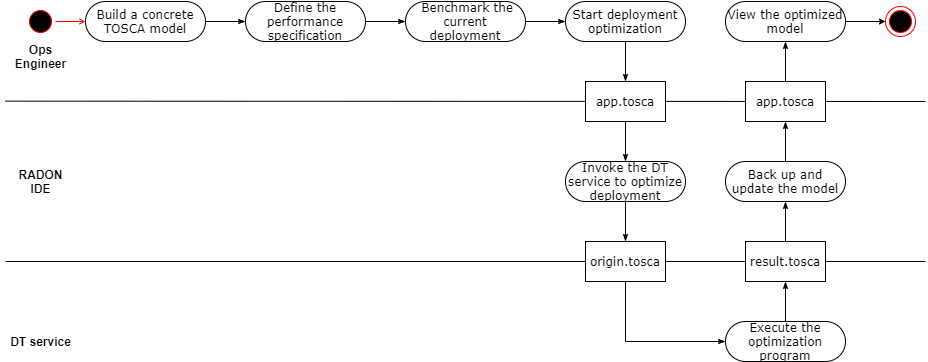 Build a concrete
TOSCA model
Define the
performance
specification
Benchmark the
current
deployment
Start deployment
optimization
View the optimized
model
Ops
Engineer
app.tosca
app.tosca
RADON
IDE
Invoke the DT
service to optimize
deployment
Back up and
update the model
origin.tosca
result.tosca
DT service
Execute the
optimization
program